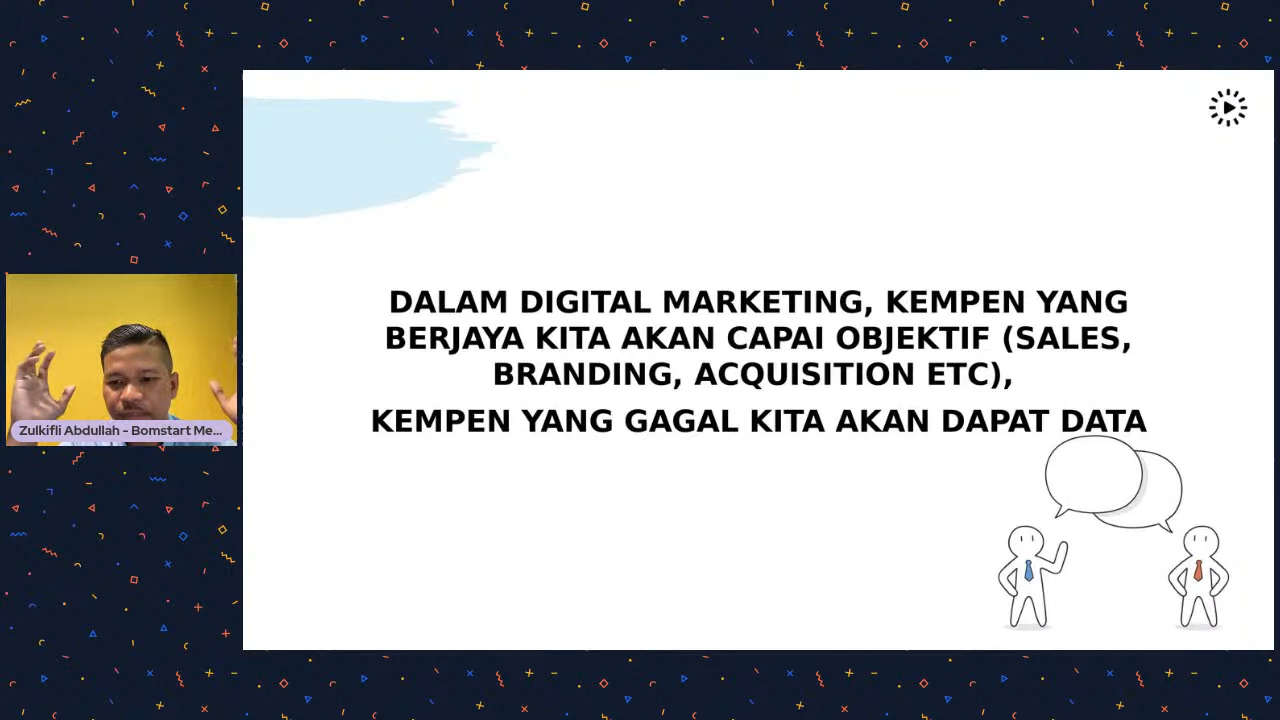 DALAM DIGITAL MARKETING, KEMPEN YANG
BERJAYA KITA AKAN CAPAI OBJEKTIF (SALES,
BRANDING, ACQUISITION ETC),
KEMPEN YANG GAGAL KITA AKAN DAPAT DATA
Zulkifli Abdullah - Bomstart Me...